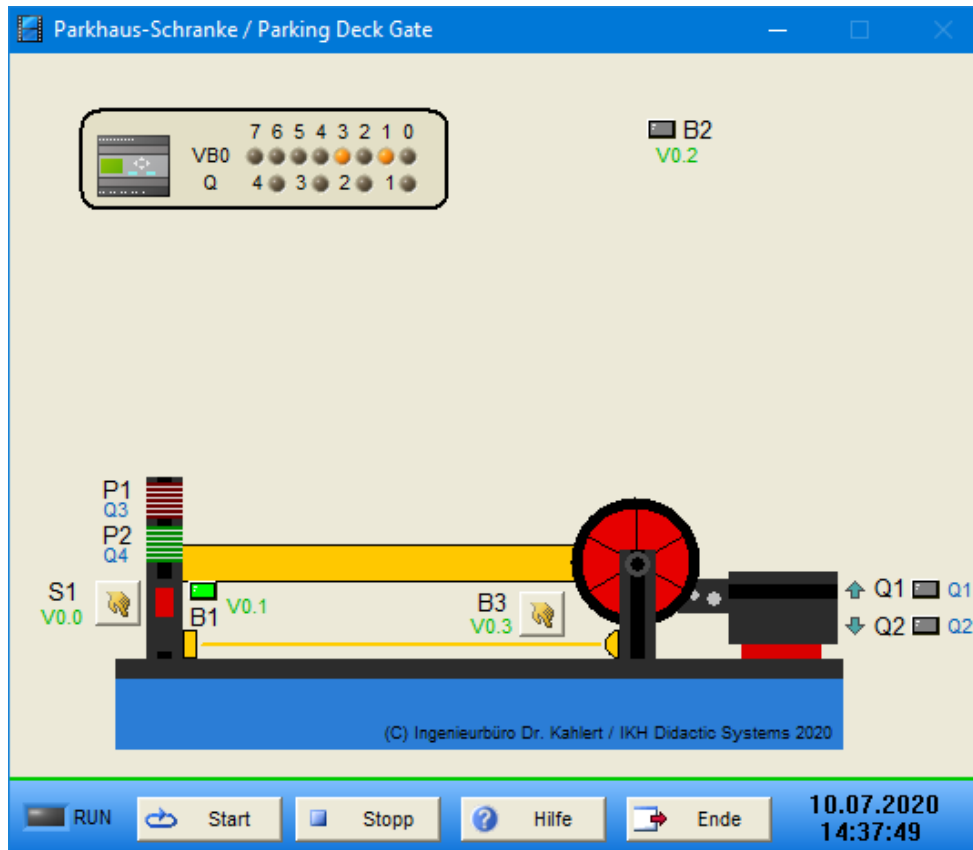 Parkhaus-Schranke / Parking Deck Gate
7 6 5 4 3 2 1 0
VB0
Q 4 3 2 1
B2
V0.2
P1
Q3
P2
Q4
S1
V0.0
B1
V0.1
B3
V0.3
Q1 Q1
Q2 Q2
(C) Ingenieurbüro Dr. Kahlert / IKH Didactic Systems 2020
RUN Start Stopp Hilfe Ende
10.07.2020
14:37:49